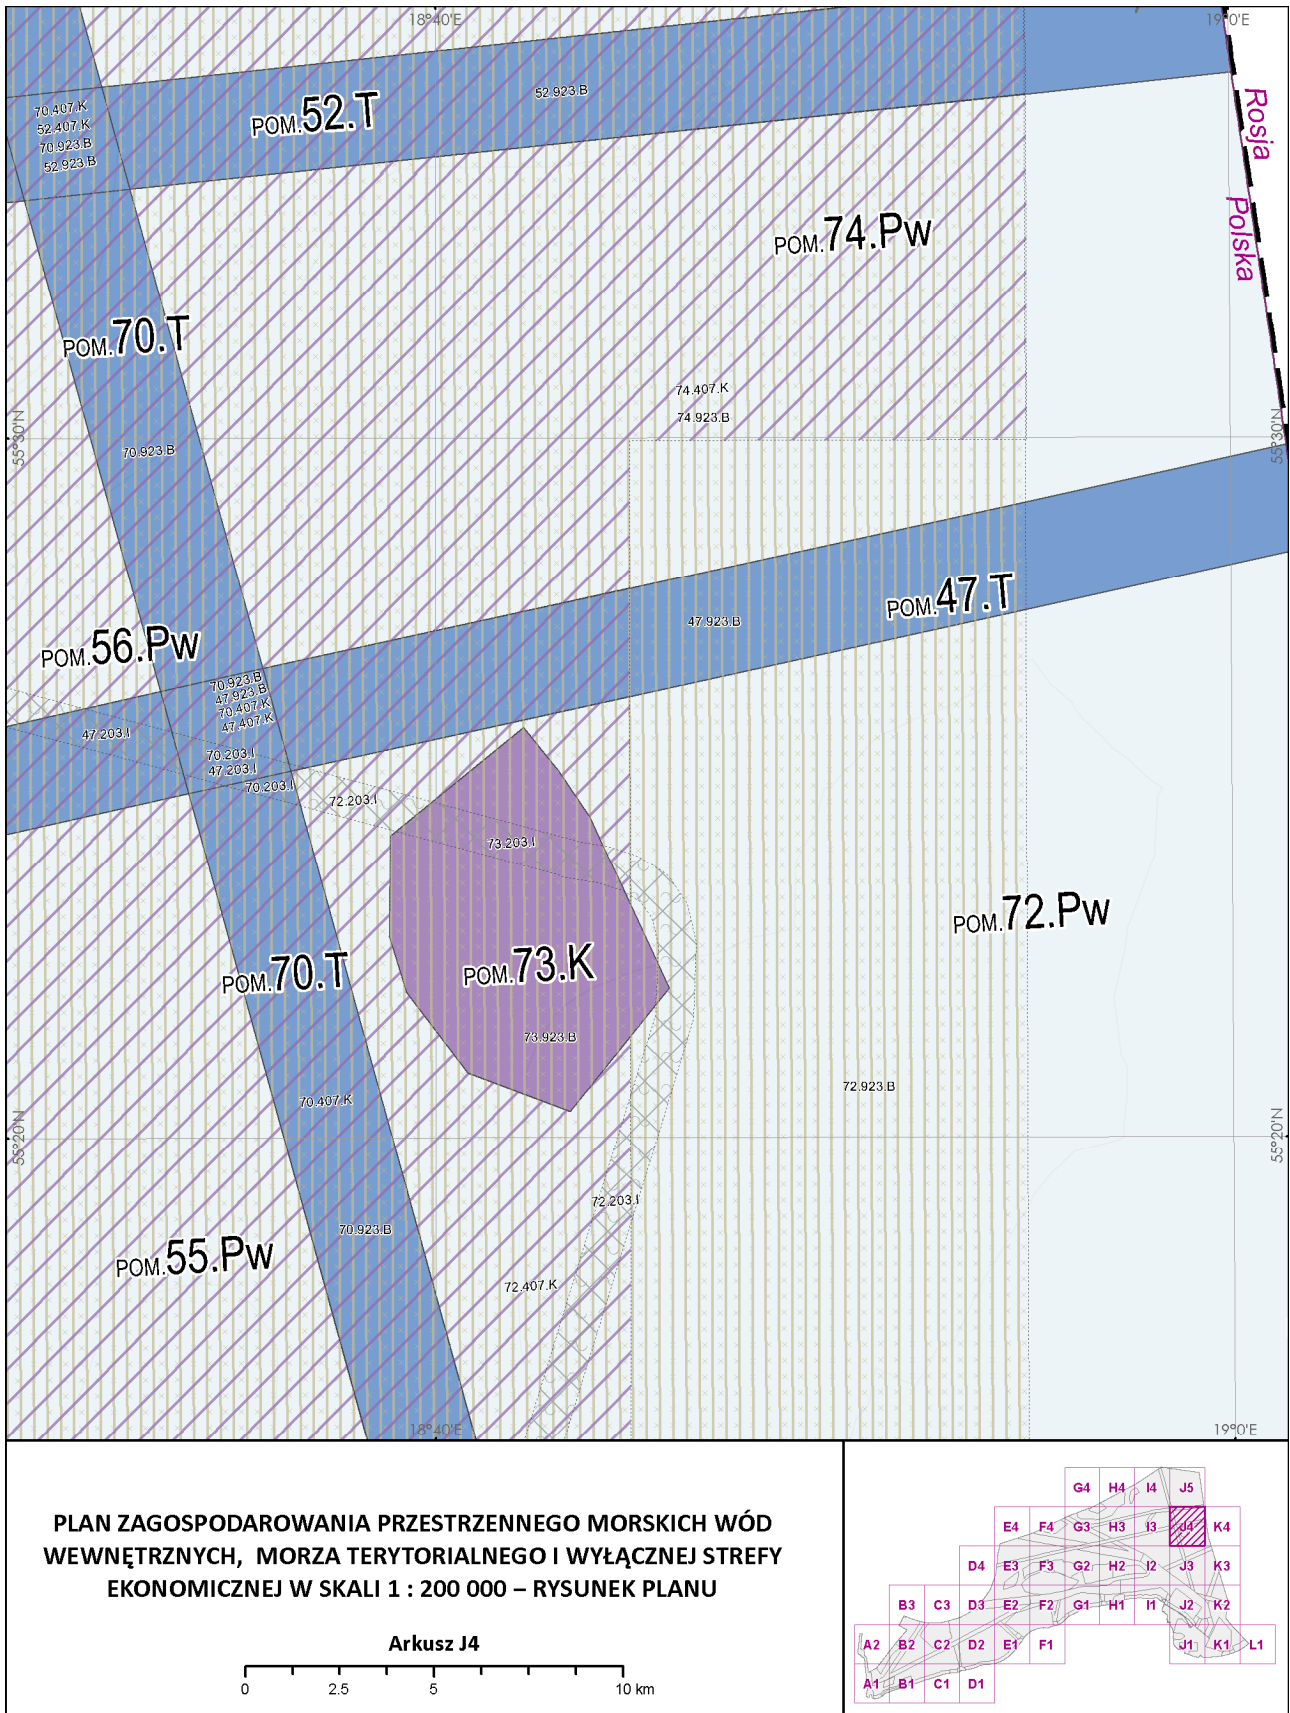 18°40'E
19°0'E
70.407.K
52.407.K
70.923.B
52.923.B
POM.52.T
52.923.B
Rosja
Polska
POM.74.Pw
POM.70.T
74.407.K
74.923.B
55°30'N
55°30'N
70.923.B
POM.47.T
47.923.B
POM.56.Pw
70.923.B
47.923.B
70.407.K
47.407.K
47.203.I
70.203.I
47.203.I
70.203.I
72.203.I
73.203.I
POM.72.Pw
POM.70.T
POM.73.K
73.923.B
72.923.B
70.407.K
55°20'N
55°20'N
72.203.I
70.923.B
POM.55.Pw
72.407.K
18°40'E
19°0'E
PLAN ZAGOSPODAROWANIA PRZESTRZENNEGO MORSKICH WÓD
WEWNĘTRZNYCH, MORZA TERYTORIALNEGO I WYŁĄCZNEJ STREFY
EKONOMICZNEJ W SKALI 1 : 200 000 – RYSUNEK PLANU
Arkusz J4
0 2.5 5 10 km
G4 H4 I4 J5
E4 F4 G3 H3 I3 J4 K4
D4 E3 F3 G2 H2 I2 J3 K3
B3 C3 D3 E2 F2 G1 H1 I1 J2 K2
A2 B2 C2 D2 E1 F1 J1 K1 L1
A1 B1 C1 D1